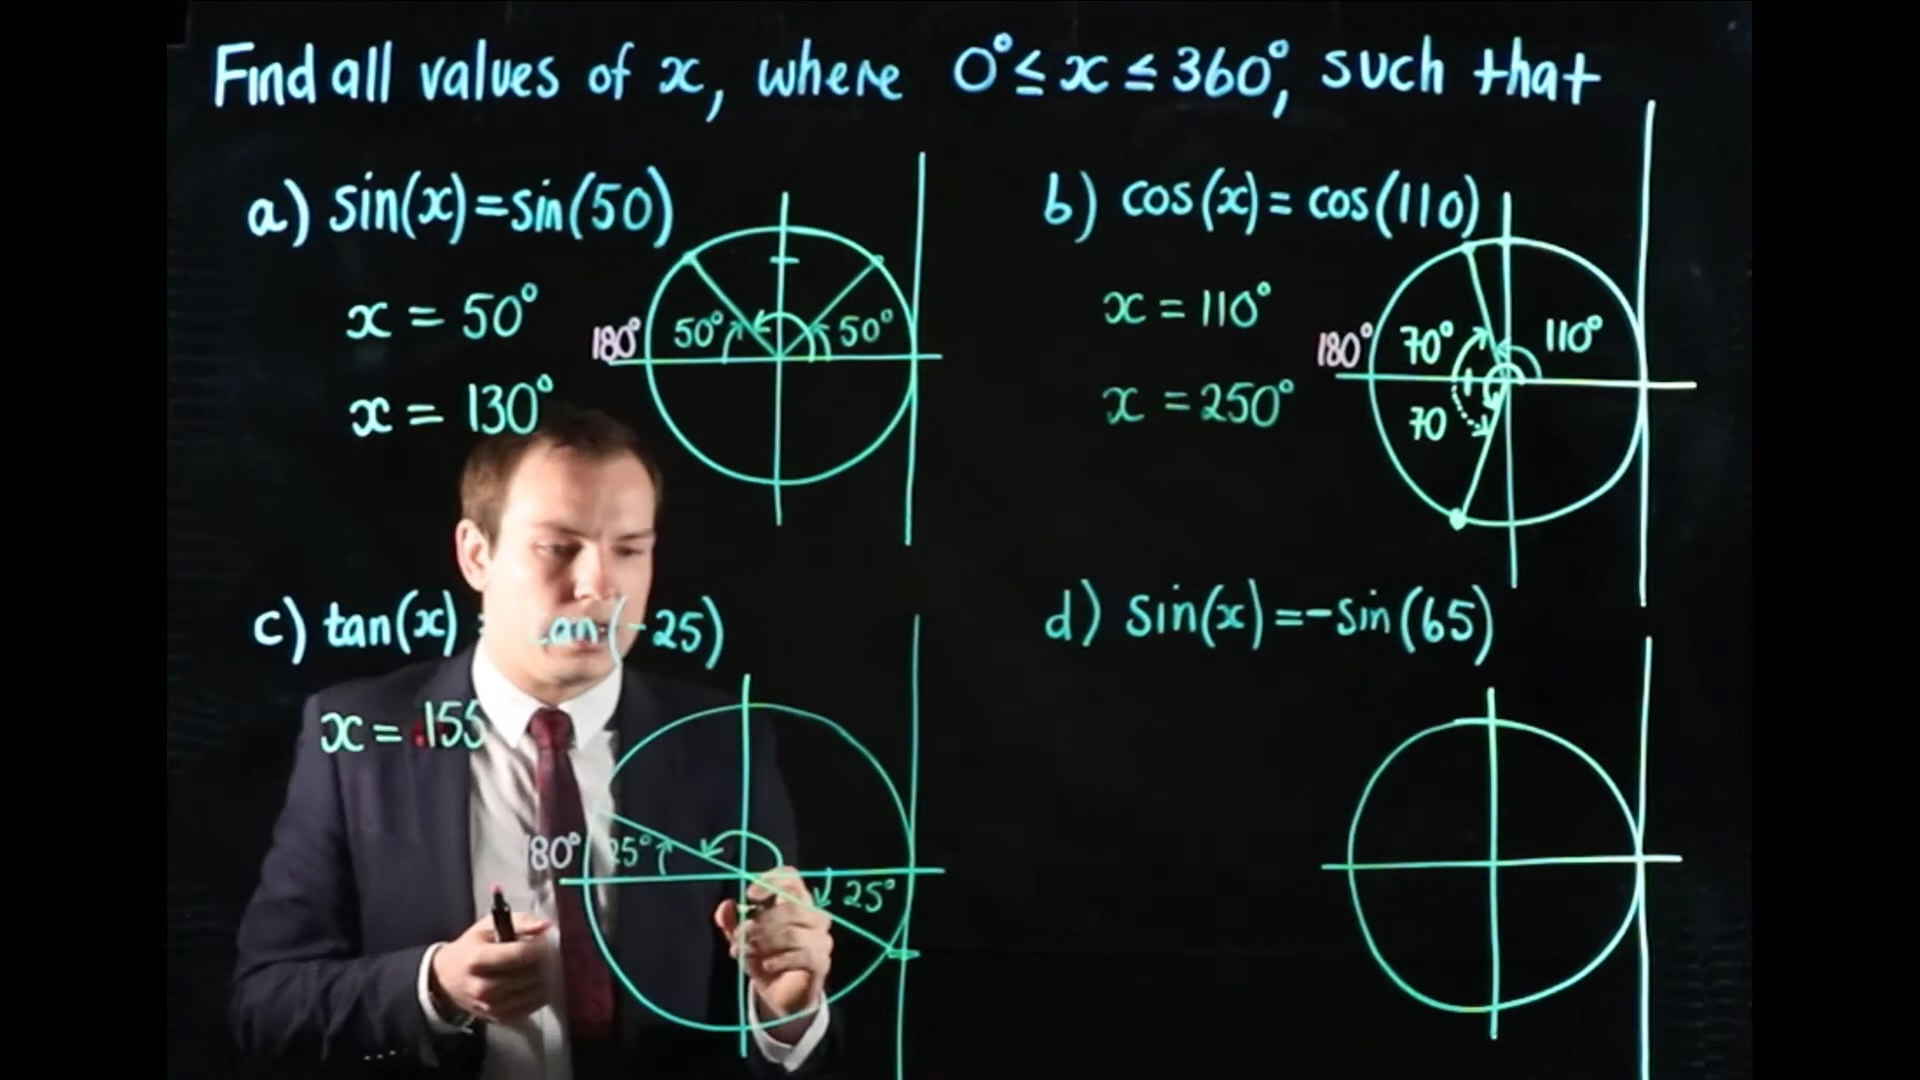 Find all values of x, where 0° ≤ x ≤ 360°, such that
a) sin(x)=sin(50)
x = 50°
x = 130°
180°
50°
50°
b) cos(x) = cos(110)
x = 110°
x = 250°
180°
70°
110°
70
c) tan(x) = tan(-25)
x = 155
180°
25°
25°
d) sin(x)=-sin(65)